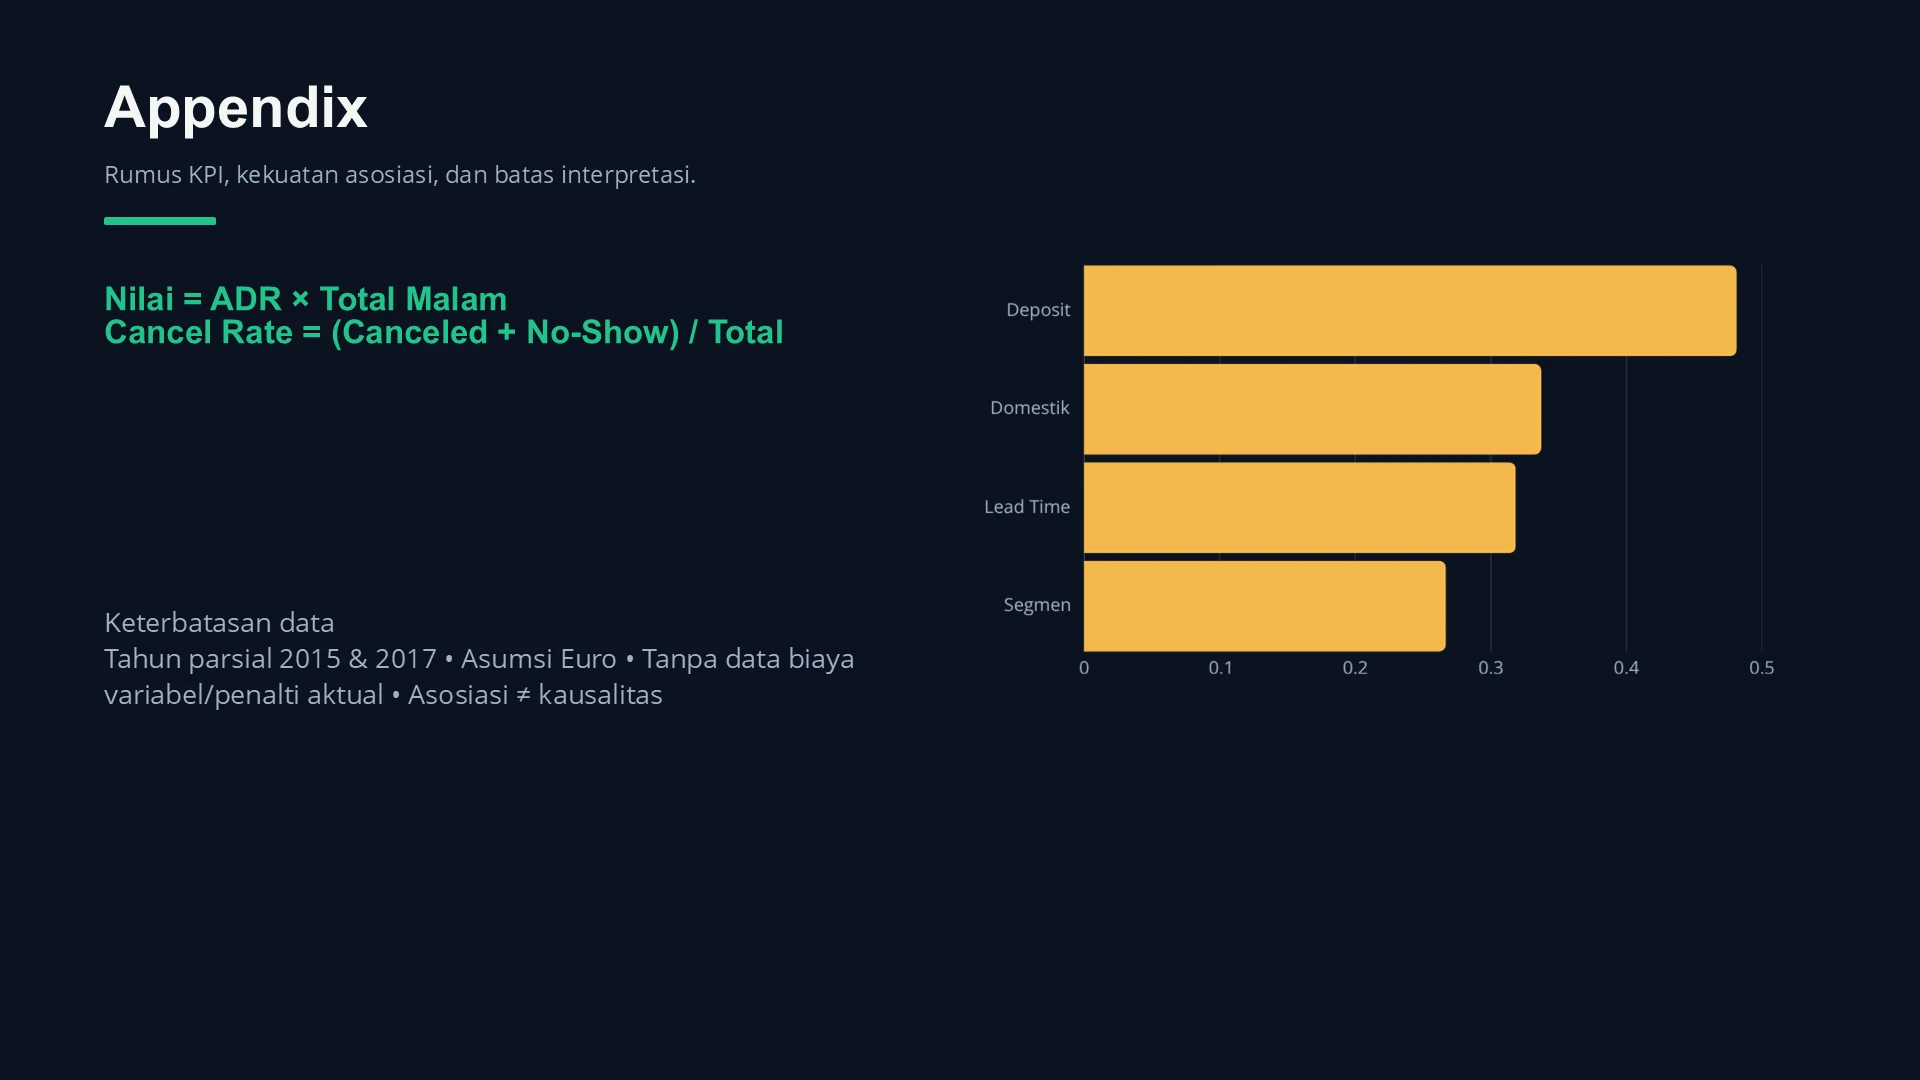 Appendix
Rumus KPI, kekuatan asosiasi, dan batas interpretasi.
Nilai = ADR × Total Malam
Cancel Rate = (Canceled + No-Show) / Total
Keterbatasan data
Tahun parsial 2015 & 2017 • Asumsi Euro • Tanpa data biaya
variabel/penalti aktual • Asosiasi ≠ kausalitas
Deposit
Domestik
Lead Time
Segmen
0 0.1 0.2 0.3 0.4 0.5